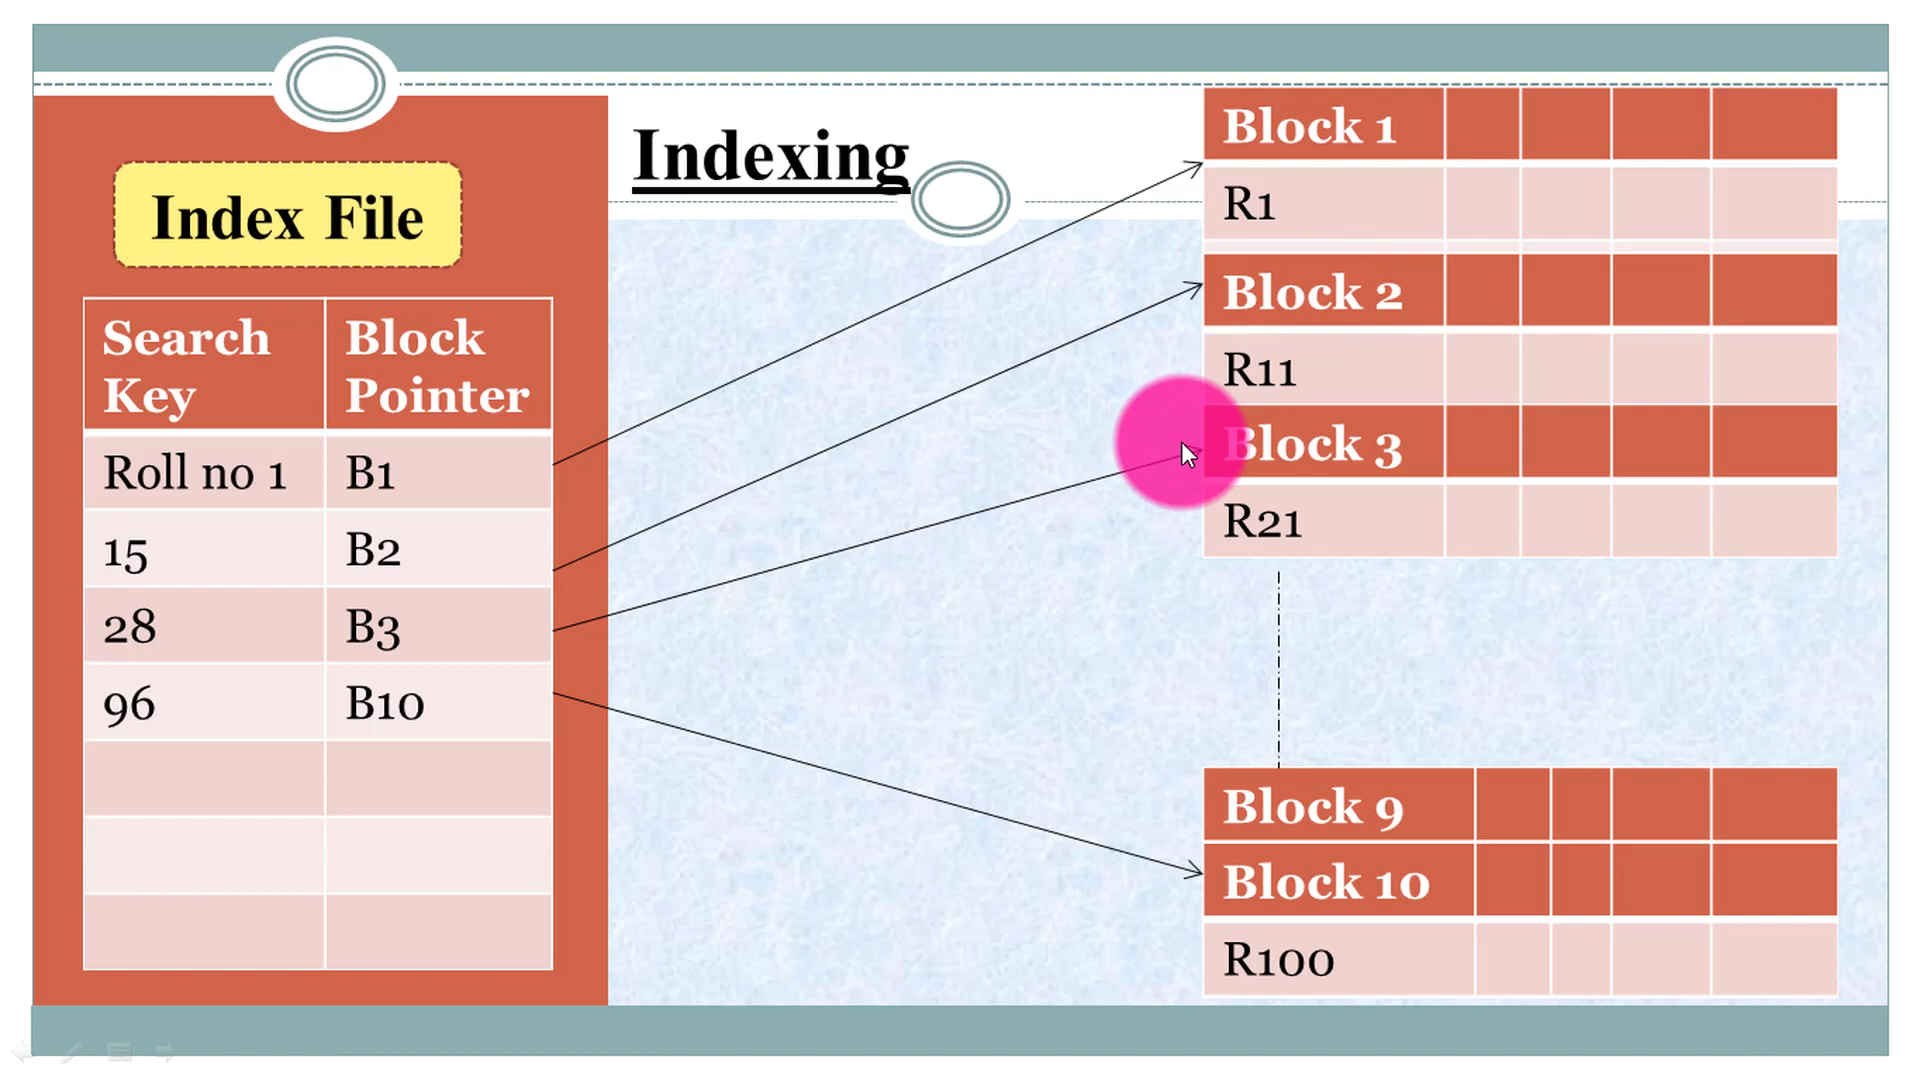 Indexing
Index File
Search Key
Block Pointer
Roll no 1 B1
15 B2
28 B3
96 B10
Block 1
R1
Block 2
R11
Block 3
R21
Block 9
Block 10
R100